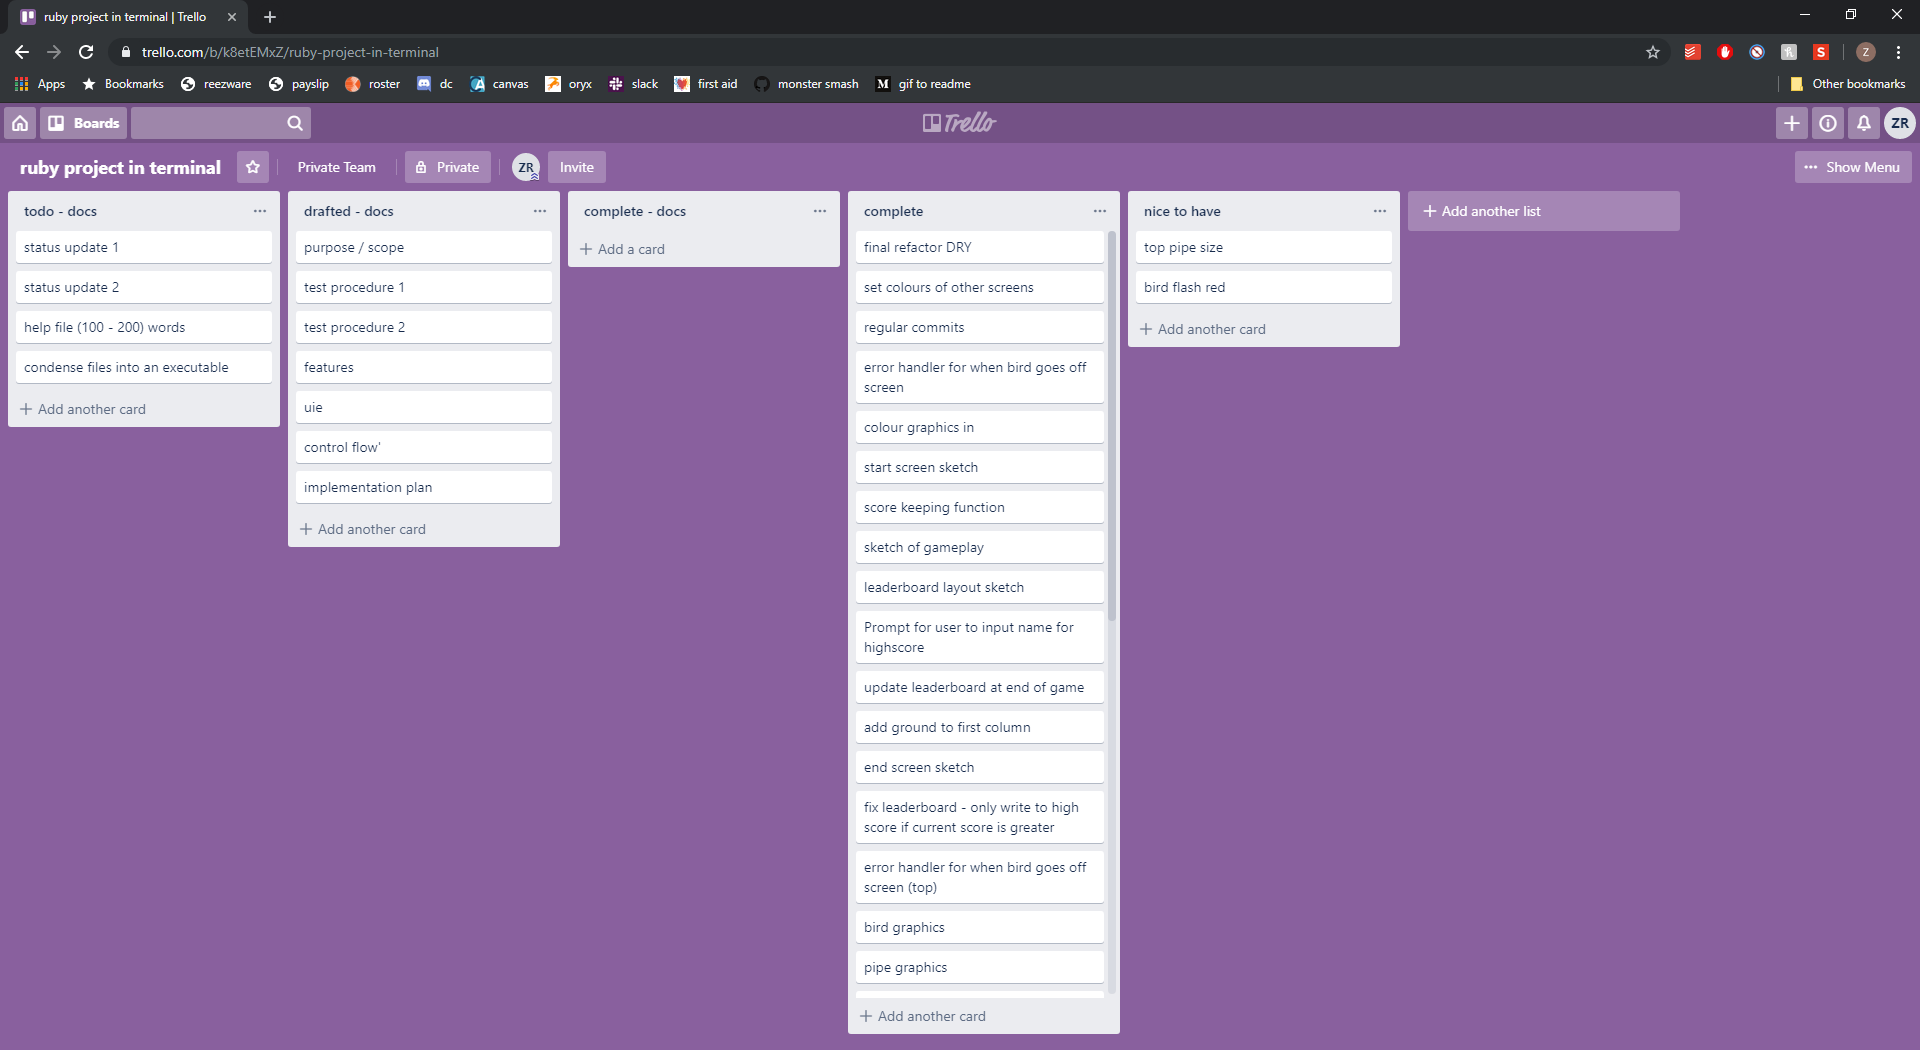 ruby project in terminal | Trello
trello.com/b/k8etEMxZ/ruby-project-in-terminal
Apps
Bookmarks
reezware
payslip
roster
dc
canvas
oryx
slack
first aid
monster smash
M
gif to readme
Other bookmarks
S
Z
Boards
Trello
ZR
ruby project in terminal
Private Team
Private
ZR
Invite
Show Menu
todo - docs
status update 1
status update 2
help file (100 - 200) words
condense files into an executable
Add another card
drafted - docs
purpose / scope
test procedure 1
test procedure 2
features
uie
control flow'
implementation plan
Add another card
complete - docs
Add a card
complete
final refactor DRY
set colours of other screens
regular commits
error handler for when bird goes off
screen
colour graphics in
start screen sketch
score keeping function
sketch of gameplay
leaderboard layout sketch
Prompt for user to input name for
highscore
update leaderboard at end of game
add ground to first column
end screen sketch
fix leaderboard - only write to high
score if current score is greater
error handler for when bird goes off
screen (top)
bird graphics
pipe graphics
Add another card
nice to have
top pipe size
bird flash red
Add another card
Add another list